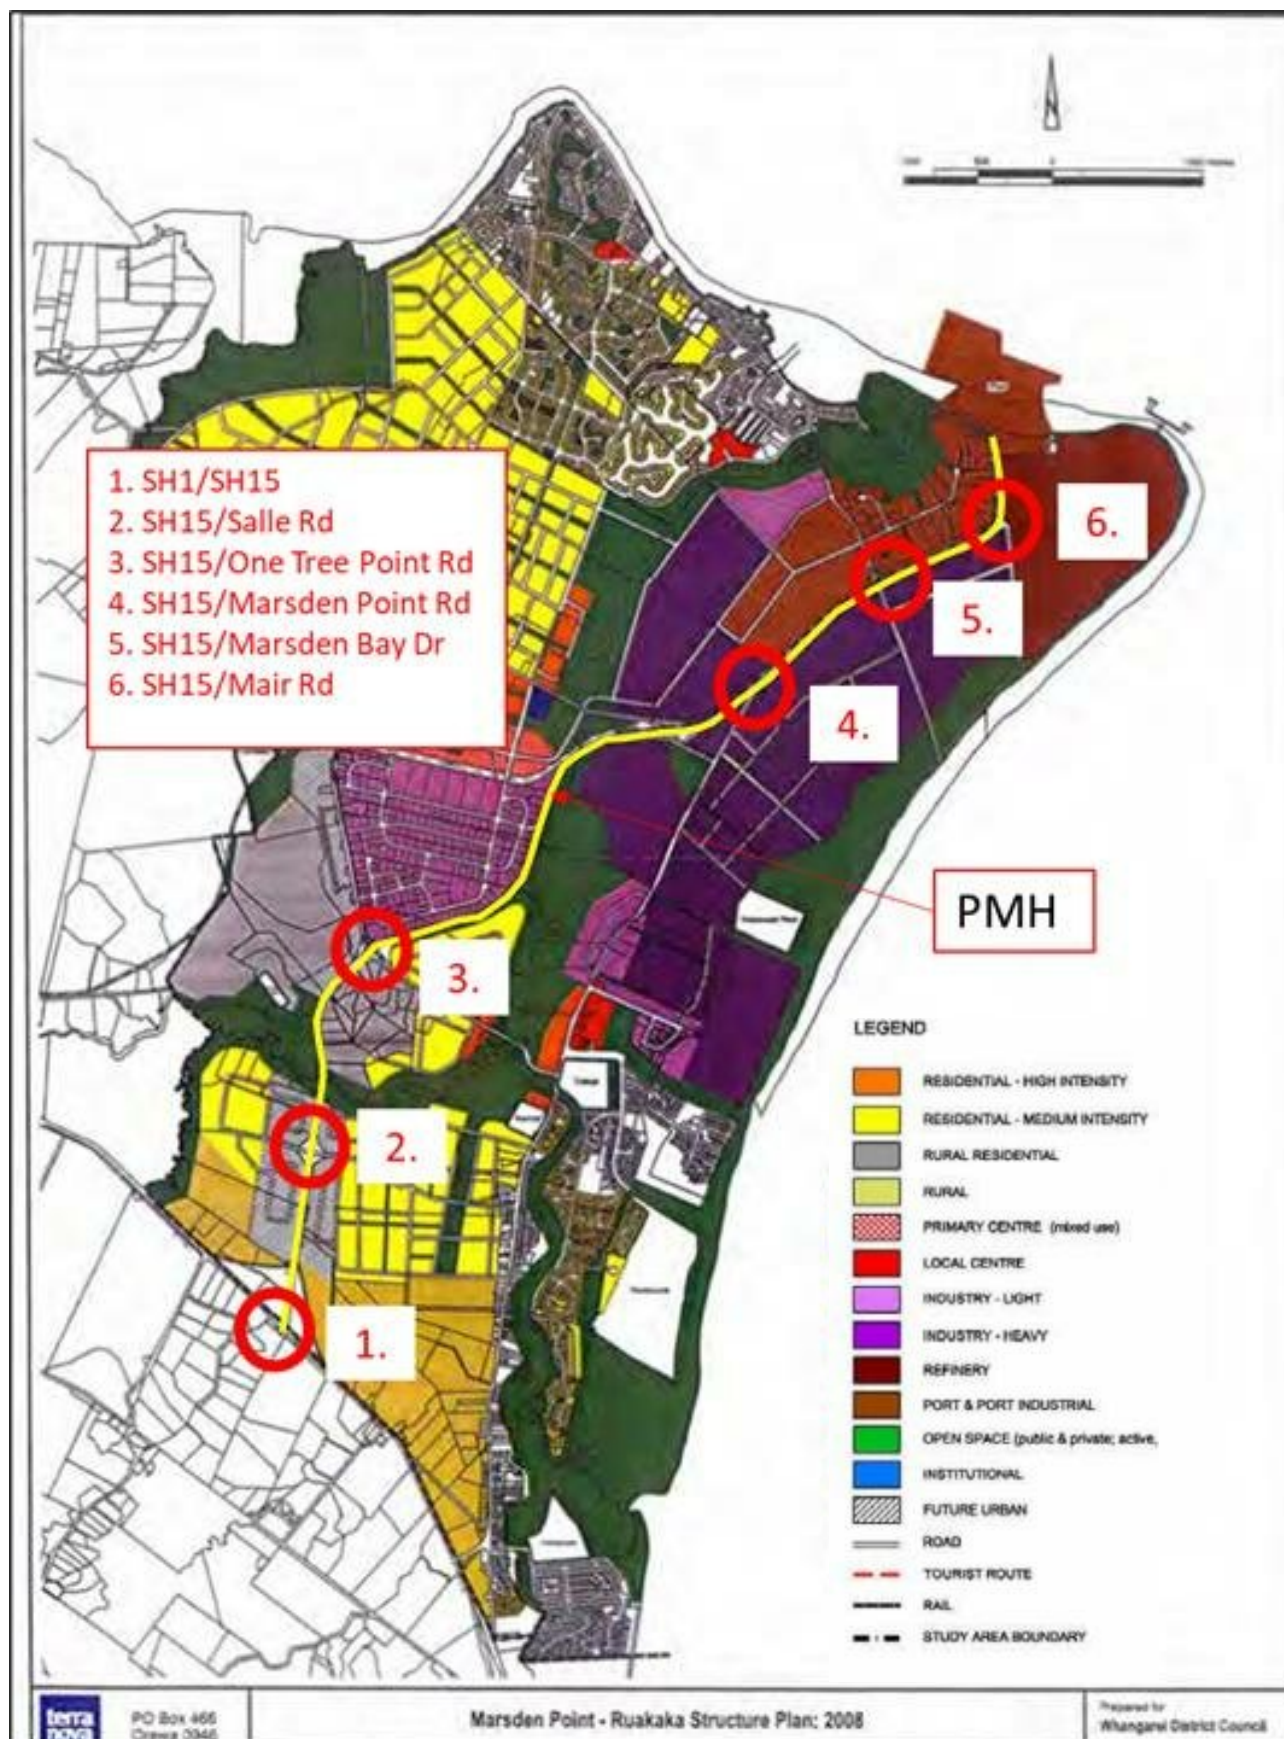 1. SH1/SH15
2. SH15/Salle Rd
3. SH15/One Tree Point Rd
4. SH15/Marsden Point Rd
5. SH15/Marsden Bay Dr
6. SH15/Mair Rd
6.
5.
4.
PMH
3.
2.
1.
LEGEND
RESIDENTIAL - HIGH INTENSITY
RESIDENTIAL - MEDIUM INTENSITY
RURAL RESIDENTIAL
RURAL
PRIMARY CENTRE (mixed use)
LOCAL CENTRE
INDUSTRY - LIGHT
INDUSTRY - HEAVY
REFINERY
PORT & PORT INDUSTRIAL
OPEN SPACE (public & private; active,
INSTITUTIONAL
FUTURE URBAN
ROAD
TOURIST ROUTE
RAIL
STUDY AREA BOUNDARY
terra
nova
PO Box 466
Orewa 0946
Marsden Point - Ruakaka Structure Plan: 2008
Prepared for
Whangarei District Council